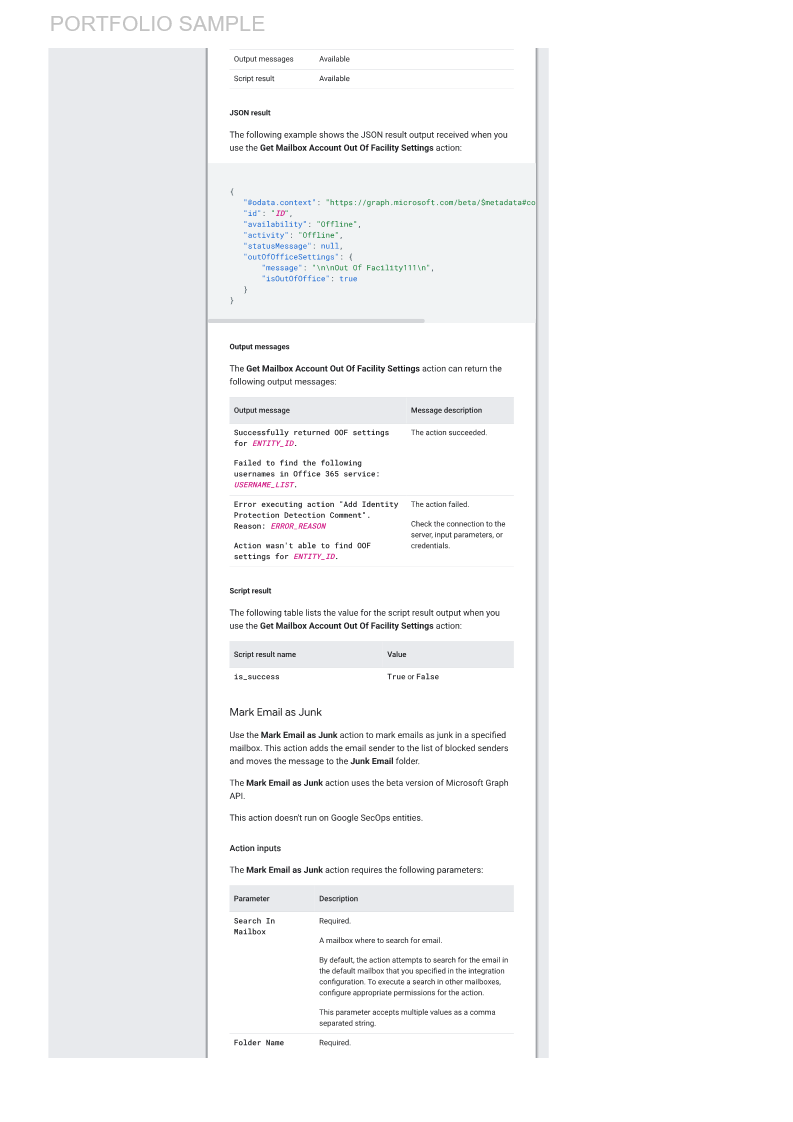 PORTFOLIO SAMPLE
Output messages Available
Script result Available
JSON result
The following example shows the JSON result output received when you
use the Get Mailbox Account Out Of Facility Settings action:
{
"@odata.context": "https://graph.microsoft.com/beta/$metadata#co
"id": "ID",
"availability": "Offline",
"activity": "Offline",
"statusMessage": null,
"outOfOfficeSettings": {
"message": "\n\nOut Of Facility111\n",
"isOutOfOffice": true
}
}
Output messages
The Get Mailbox Account Out Of Facility Settings action can return the
following output messages:
Output message Message description
Successfully returned OOF settings The action succeeded.
for ENTITY_ID.
Failed to find the following
usernames in Office 365 service:
USERNAME_LIST.
Error executing action "Add Identity The action failed.
Protection Detection Comment".
Reason: ERROR_REASON Check the connection to the
server, input parameters, or
Action wasn't able to find OOF credentials.
settings for ENTITY_ID.
Script result
The following table lists the value for the script result output when you
use the Get Mailbox Account Out Of Facility Settings action:
Script result name Value
is_success True or False
Mark Email as Junk
Use the Mark Email as Junk action to mark emails as junk in a specified
mailbox. This action adds the email sender to the list of blocked senders
and moves the message to the Junk Email folder.
The Mark Email as Junk action uses the beta version of Microsoft Graph
API.
This action doesn't run on Google SecOps entities.
Action inputs
The Mark Email as Junk action requires the following parameters:
Parameter Description
Search In Required.
Mailbox
A mailbox where to search for email.
By default, the action attempts to search for the email in
the default mailbox that you specified in the integration
configuration. To execute a search in other mailboxes,
configure appropriate permissions for the action.
This parameter accepts multiple values as a comma
separated string.
Folder Name Required.